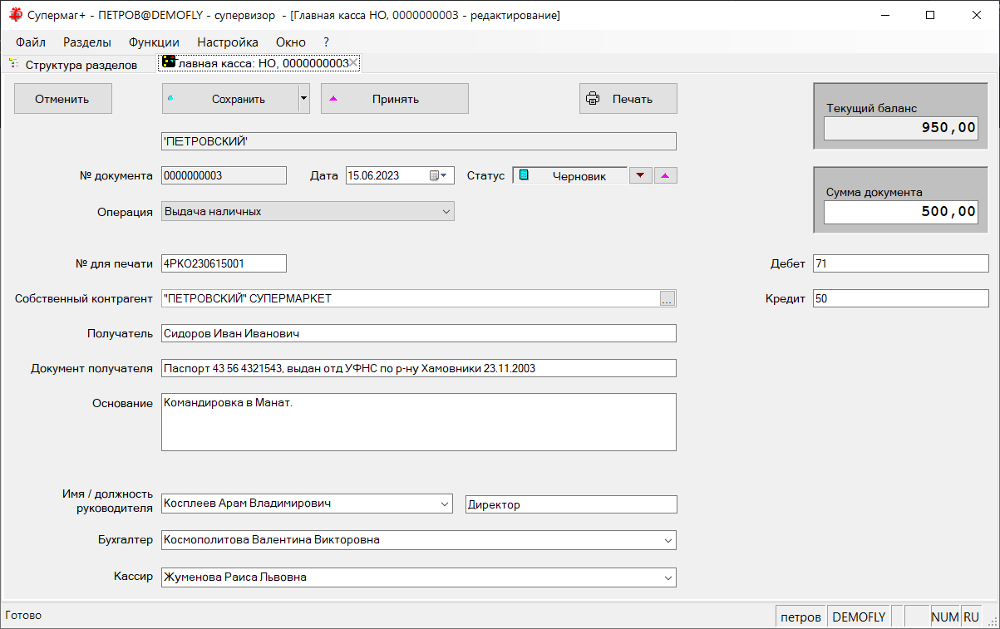 Супермаг+ - ПЕТРОВ@DEMOFLY - супервизор - [Главная касса НО, 0000000003 - редактирование]
Файл Разделы Функции Настройка Окно ?
Структура разделов Главная касса: НО, 0000000003
Отменить Сохранить Принять Печать
Текущий баланс
950,00
'ПЕТРОВСКИЙ'
№ документа 0000000003 Дата 15.06.2023 Статус Черновик
Сумма документа
500,00
Операция Выдача наличных
№ для печати 4РКО230615001 Дебет 71
Собственный контрагент "ПЕТРОВСКИЙ" СУПЕРМАРКЕТ ... Кредит 50
Получатель Сидоров Иван Иванович
Документ получателя Паспорт 43 56 4321543, выдан отд УФНС по р-ну Хамовники 23.11.2003
Основание Командировка в Манат.
Имя / должность
руководителя Косплеев Арам Владимирович Директор
Бухгалтер Космополитова Валентина Викторовна
Кассир Жуменова Раиса Львовна
Готово петров DEMOFLY NUM RU